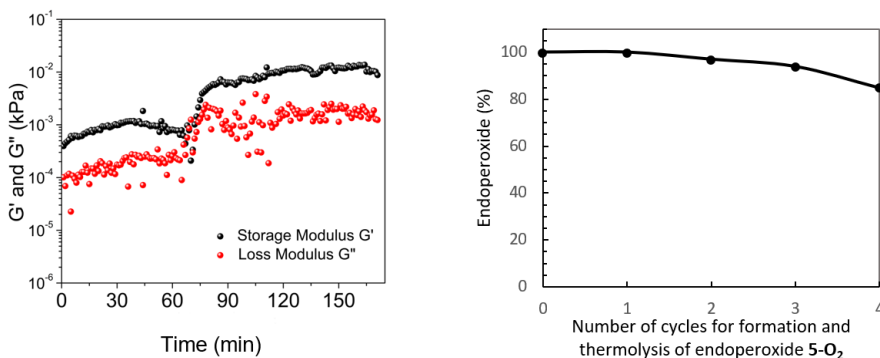 10⁻¹
10⁻²
10⁻³
10⁻⁴
10⁻⁵
10⁻⁶
G' and G" (kPa)
Storage Modulus G'
Loss Modulus G"
0 30 60 90 120 150
Time (min)
100
80
60
40
20
0
Endoperoxide (%)
0 1 2 3 4
Number of cycles for formation and
thermolysis of endoperoxide 5-O₂